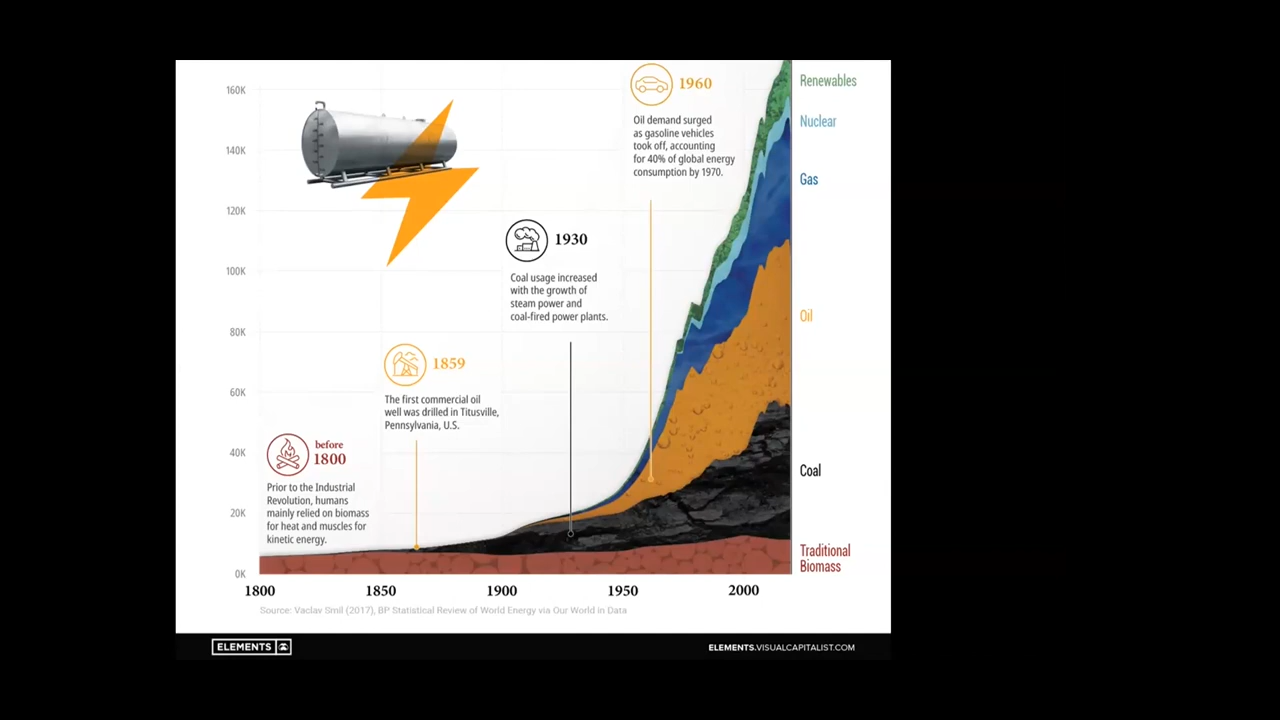 160K
140K
120K
100K
80K
60K
40K
20K
0K
1800
1850
1900
1950
2000
before
1800
Prior to the Industrial
Revolution, humans
mainly relied on biomass
for heat and muscles for
kinetic energy.
1859
The first commercial oil
well was drilled in Titusville,
Pennsylvania, U.S.
1930
Coal usage increased
with the growth of
steam power and
coal-fired power plants.
1960
Oil demand surged
as gasoline vehicles
took off, accounting
for 40% of global energy
consumption by 1970.
Renewables
Nuclear
Gas
Oil
Coal
Traditional
Biomass
Source: Vaclav Smil (2017), BP Statistical Review of World Energy via Our World in Data
ELEMENTS
ELEMENTS.VISUALCAPITALIST.COM